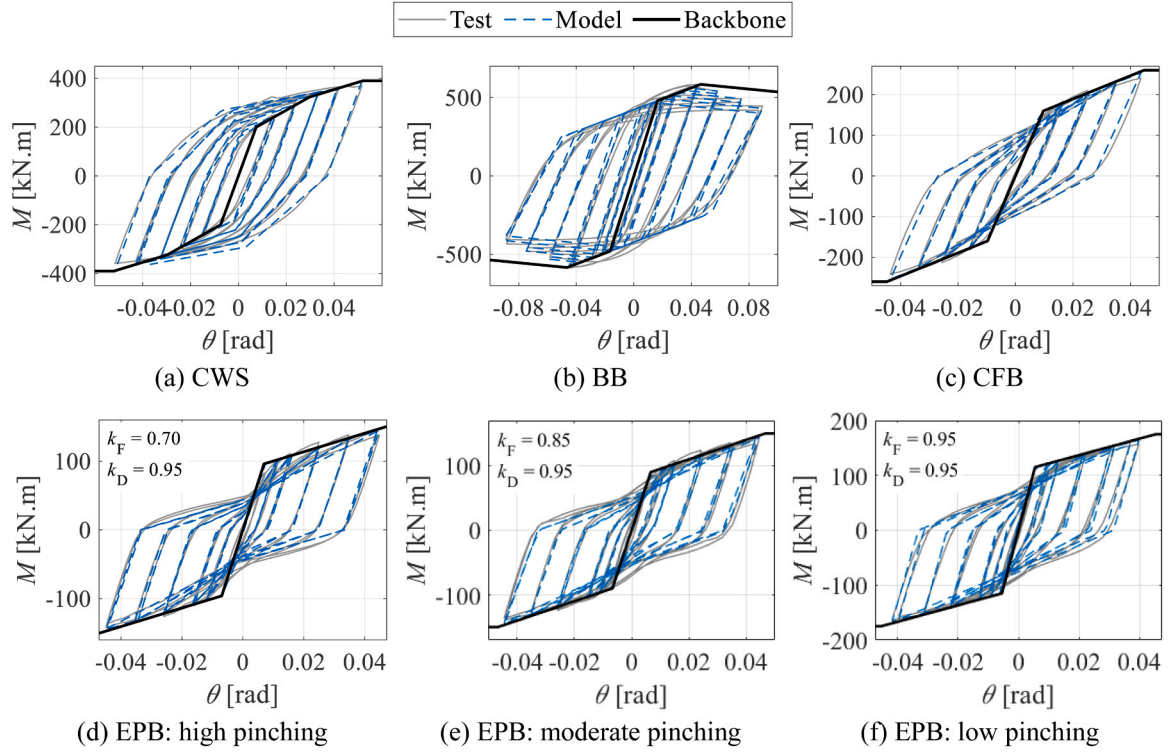 Test Model Backbone
400
200
0
-200
-400
M [kN.m]
-0.04 -0.02 0 0.02 0.04
θ [rad]
(a) CWS
500
0
-500
M [kN.m]
-0.08 -0.04 0 0.04 0.08
θ [rad]
(b) BB
200
100
0
-100
-200
M [kN.m]
-0.04 -0.02 0 0.02 0.04
θ [rad]
(c) CFB
k_F = 0.70
k_D = 0.95
100
0
-100
M [kN.m]
-0.04 -0.02 0 0.02 0.04
θ [rad]
(d) EPB: high pinching
k_F = 0.85
k_D = 0.95
100
0
-100
M [kN.m]
-0.04 -0.02 0 0.02 0.04
θ [rad]
(e) EPB: moderate pinching
k_F = 0.95
k_D = 0.95
200
100
0
-100
-200
M [kN.m]
-0.04 -0.02 0 0.02 0.04
θ [rad]
(f) EPB: low pinching